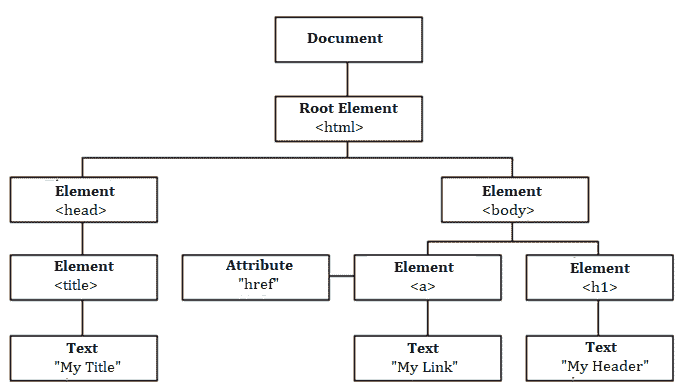 Document
Root Element
<html>
Element
<head>
Element
<body>
Element
<title>
Attribute
"href"
Element
<a>
Element
<h1>
Text
"My Title"
Text
"My Link"
Text
"My Header"